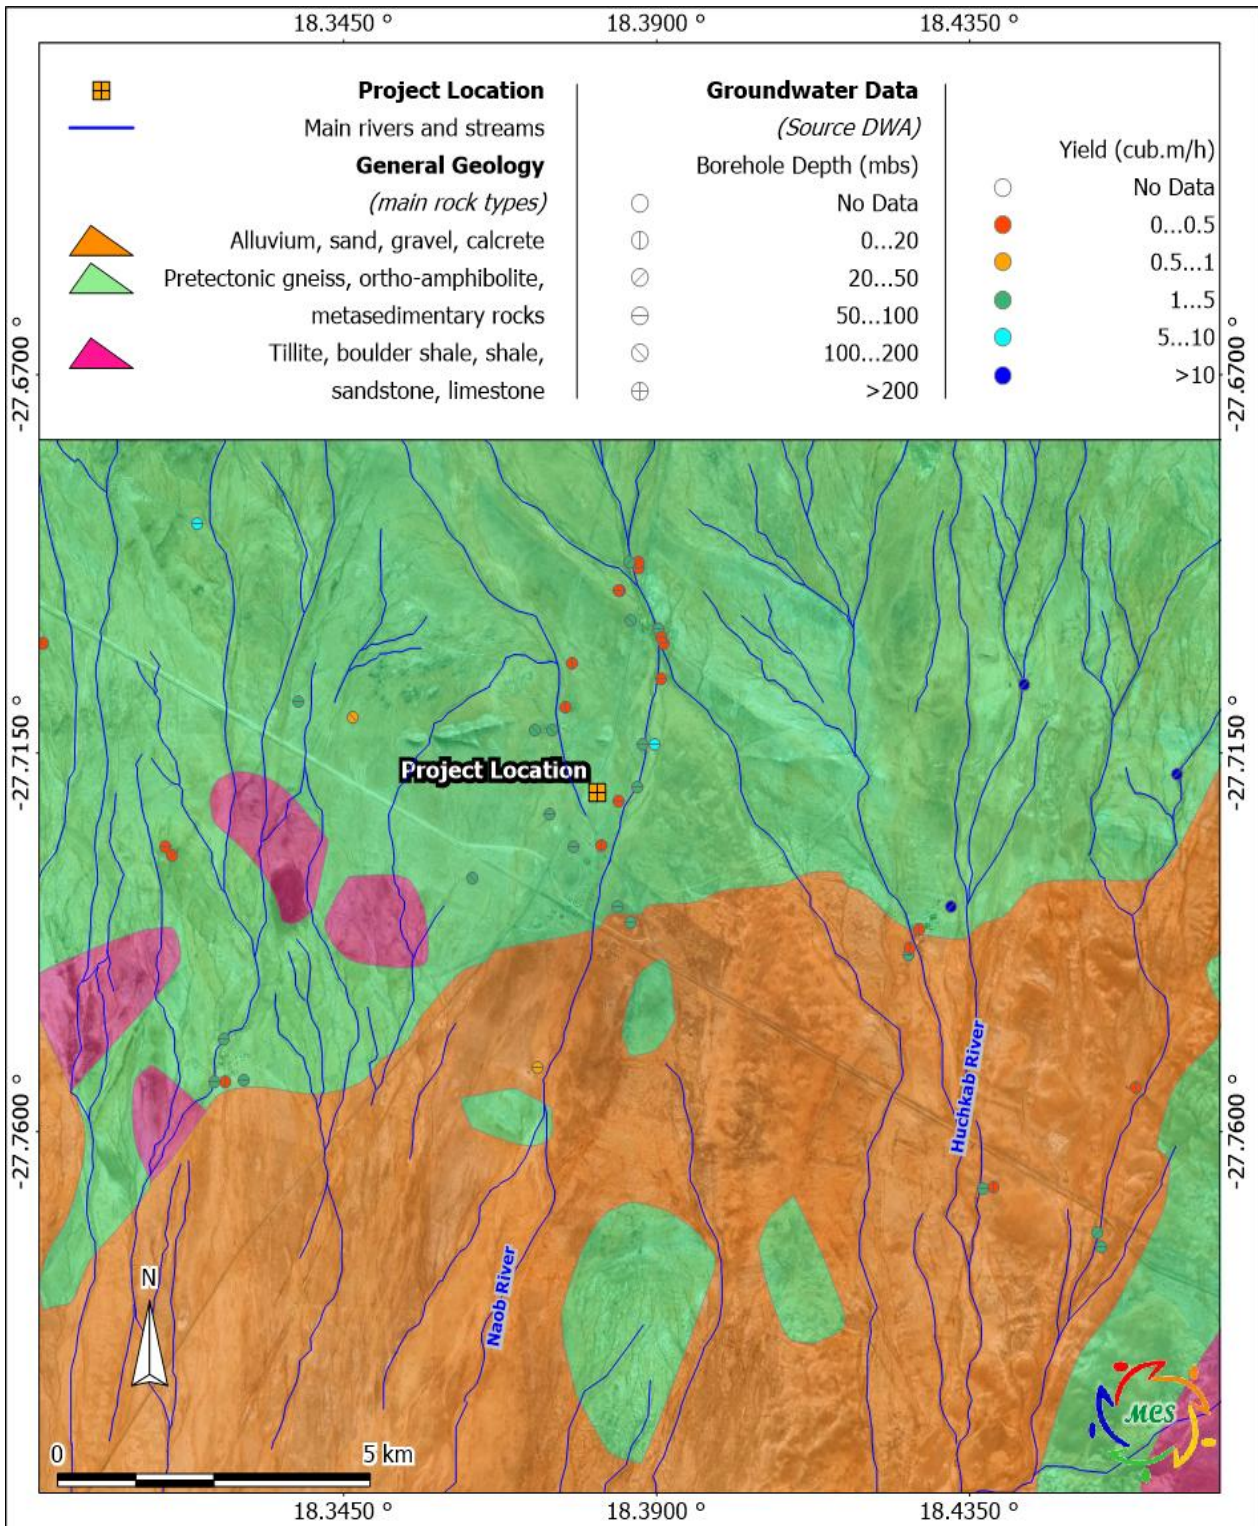 18.3450 ° 18.3900 ° 18.4350 °
Project Location
Main rivers and streams
General Geology
(main rock types)
Alluvium, sand, gravel, calcrete
Pretectonic gneiss, ortho-amphibolite,
metasedimentary rocks
Tillite, boulder shale, shale,
sandstone, limestone
Groundwater Data
(Source DWA)
Borehole Depth (mbs)
No Data
0...20
20...50
50...100
100...200
>200
Yield (cub.m/h)
No Data
0...0.5
0.5...1
1...5
5...10
>10
-27.6700 °
-27.6700 °
-27.7150 °
-27.7150 °
Project Location
-27.7600 °
-27.7600 °
Huchkab River
Naob River
N
MCS
0 5 km
18.3450 ° 18.3900 ° 18.4350 °